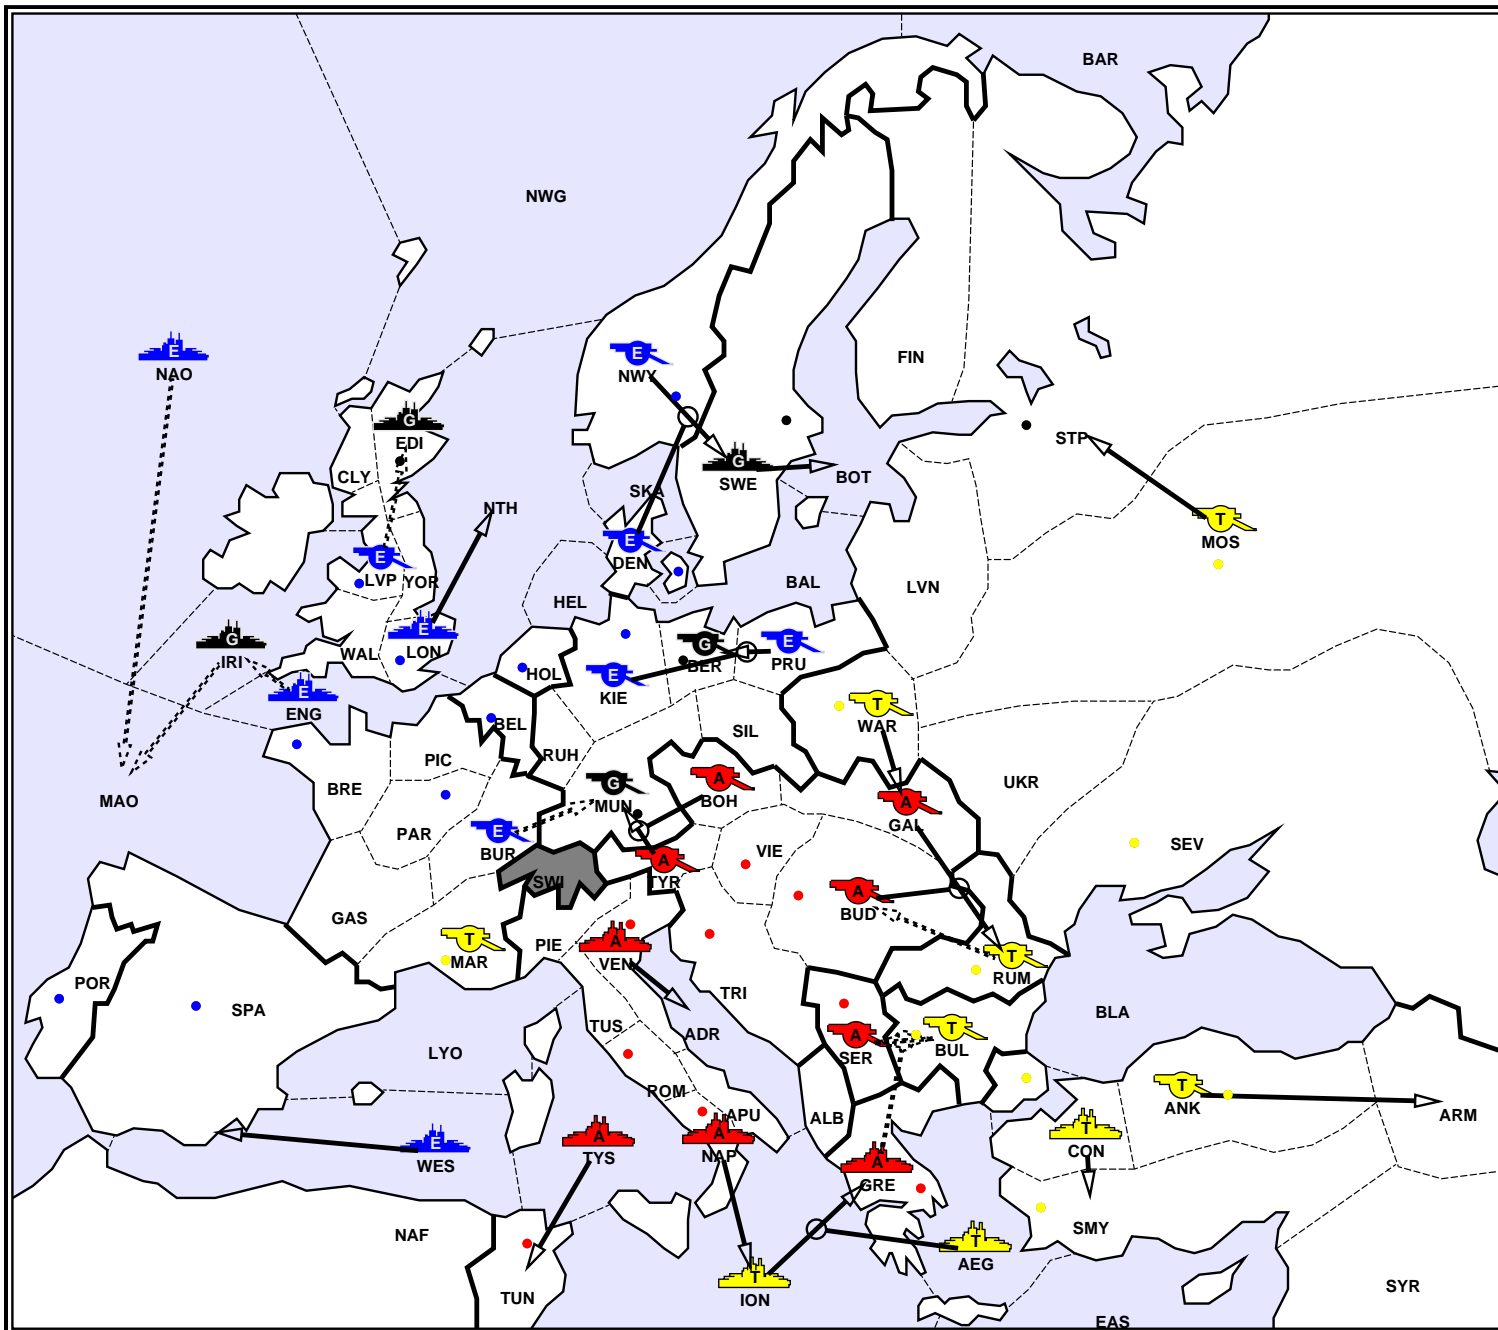 BAR
NWG
E
NAO
E
NWY
FIN
G
EDI
STP
CLY
G
SWE
BOT
SKA
NTH
T
MOS
E
DEN
E
LVP
YOR
BAL
LVN
HEL
E
LON
G
IRI
WAL
G
BER
E
PRU
HOL
E
KIE
E
ENG
T
WAR
BEL
SIL
RUH
PIC
UKR
BRE
G
MUN
A
BOH
MAO
A
GAL
PAR
E
BUR
VIE
SEV
A
TYR
SWI
A
BUD
GAS
T
MAR
PIE
A
VEN
T
RUM
POR
SPA
TRI
BLA
TUS
ADR
LYO
A
SER
T
BUL
ROM
T
ANK
ARM
APU
ALB
E
WES
A
TYS
A
NAP
T
CON
A
GRE
NAF
SMY
T
AEG
T
ION
TUN
SYR
EAS